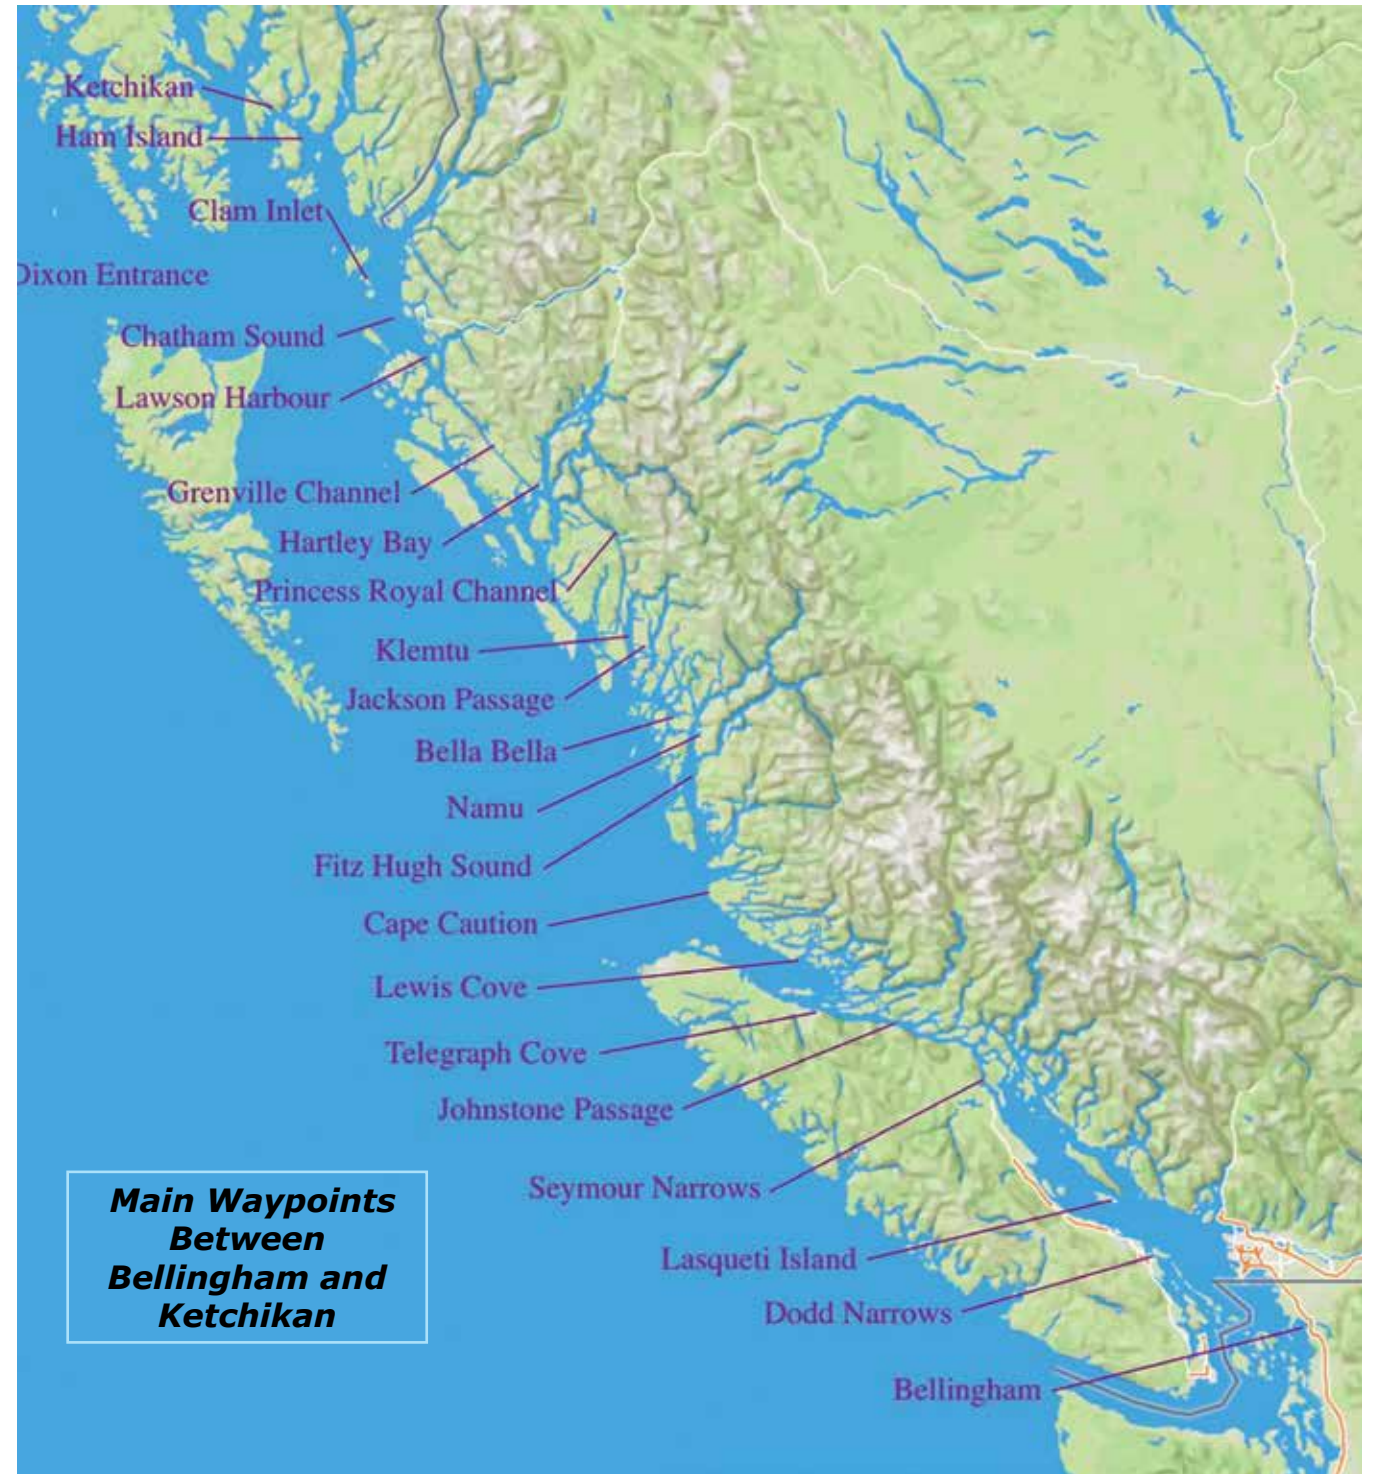 Ketchikan
Ham Island
Clam Inlet
Dixon Entrance
Chatham Sound
Lawson Harbour
Grenville Channel
Hartley Bay
Princess Royal Channel
Klemtu
Jackson Passage
Bella Bella
Namu
Fitz Hugh Sound
Cape Caution
Lewis Cove
Telegraph Cove
Johnstone Passage
Seymour Narrows
Lasqueti Island
Dodd Narrows
Bellingham
Main Waypoints
Between
Bellingham and
Ketchikan